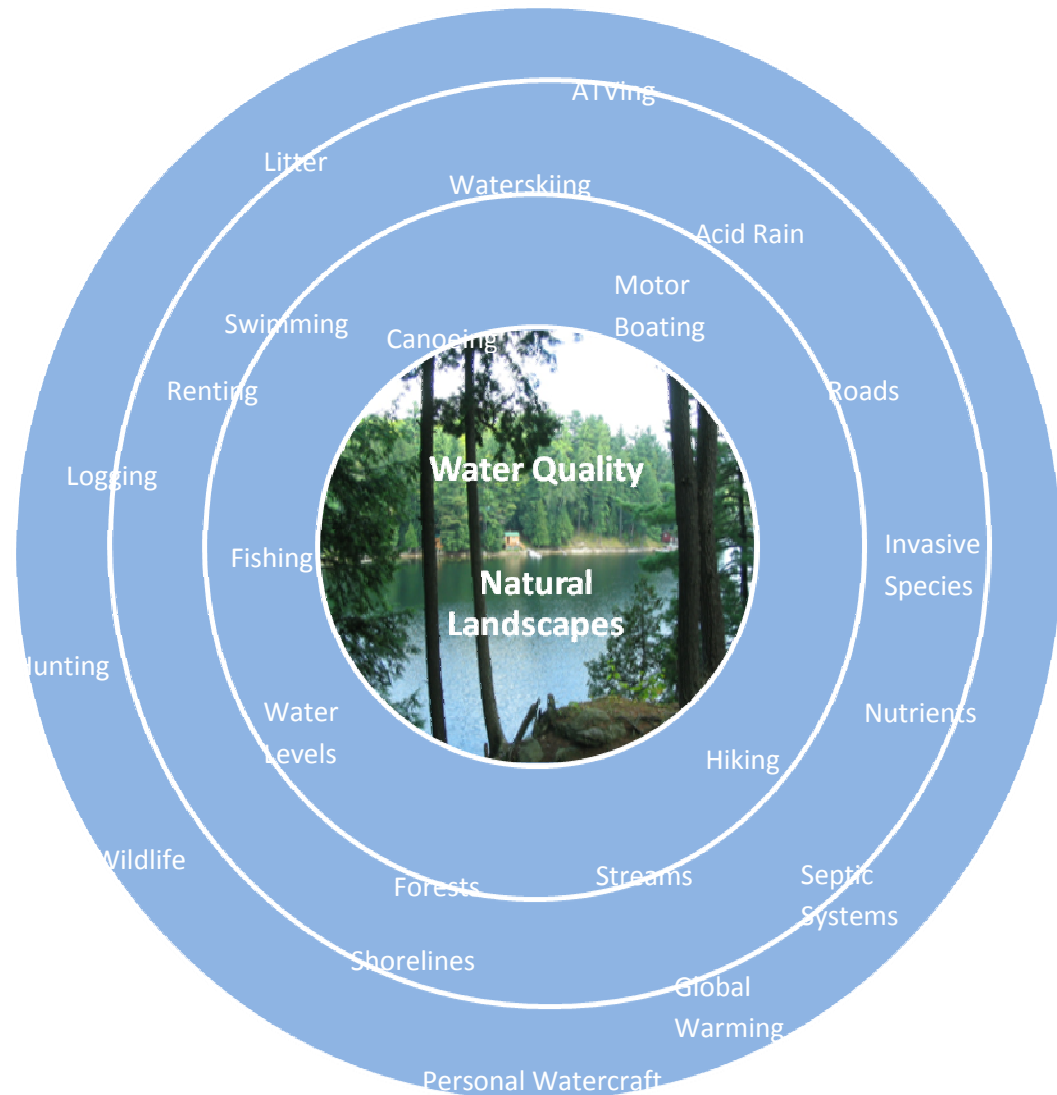 ATVing
Litter
Waterskiing
Acid Rain
Motor
Boating
Swimming
Canoeing
Renting
Roads
Water Quality
Logging
Invasive
Species
Fishing
Natural
Landscapes
Hunting
Water
Levels
Nutrients
Hiking
Wildlife
Forests
Streams
Septic
Systems
Shorelines
Global
Warming
Personal Watercraft